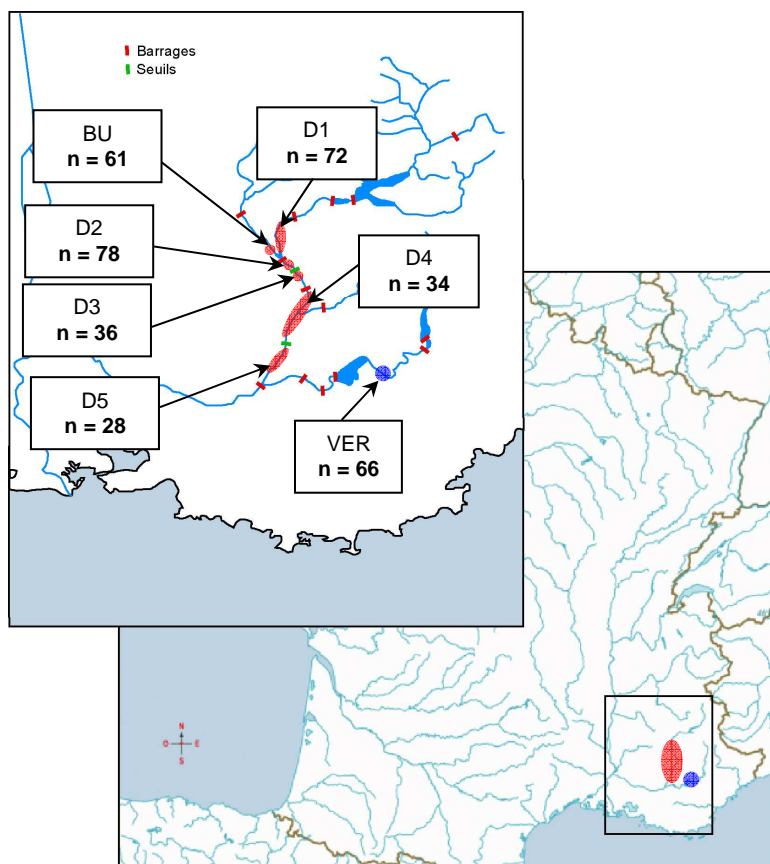 Barrages
Seuils
BU
n = 61
D1
n = 72
D2
n = 78
D4
n = 34
D3
n = 36
D5
n = 28
VER
n = 66
N
O E
S